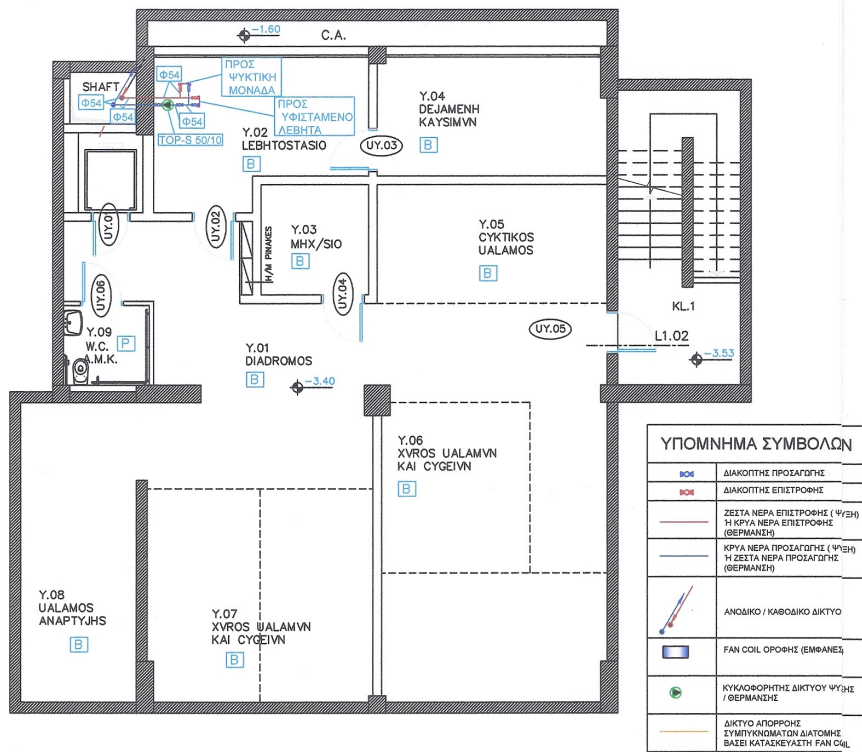 -1.60
C.A.
SHAFT
Φ54
Φ54
Φ54
Φ54
ΠΡΟΣ
ΨΥΚΤΙΚΗ
ΜΟΝΑΔΑ
ΠΡΟΣ
ΥΦΙΣΤΑΜΕΝΟ
ΛΕΒΗΤΑ
TOP-S 50/10
Y.02
LEBHTOSTASIO
B
Y.04
DEJAMENH
KAYSIMVN
B
UY.03
UY.01
UY.02
Y.03
MHX/SIO
B
H/M PINAKES
Y.05
CYKTIKOS
UALAMOS
B
UY.06
UY.04
UY.05
KL.1
L1.02
-3.53
Y.09
W.C.
A.M.K.
P
Y.01
DIADROMOS
B
-3.40
Y.06
XVROS UALAMVN
KAI CYGEIVN
B
Y.08
UALAMOS
ANAPTYJHS
B
Y.07
XVROS UALAMVN
KAI CYGEIVN
B
ΥΠΟΜΝΗΜΑ ΣΥΜΒΟΛΩΝ
ΔΙΑΚΟΠΤΗΣ ΠΡΟΣΑΓΩΓΗΣ
ΔΙΑΚΟΠΤΗΣ ΕΠΙΣΤΡΟΦΗΣ
ΖΕΣΤΑ ΝΕΡΑ ΕΠΙΣΤΡΟΦΗΣ ( ΨΥΞΗ)
Ή ΚΡΥΑ ΝΕΡΑ ΕΠΙΣΤΡΟΦΗΣ
(ΘΕΡΜΑΝΣΗ)
ΚΡΥΑ ΝΕΡΑ ΠΡΟΣΑΓΩΓΗΣ ( ΨΥΞΗ)
Ή ΖΕΣΤΑ ΝΕΡΑ ΠΡΟΣΑΓΩΓΗΣ
(ΘΕΡΜΑΝΣΗ)
ΑΝΟΔΙΚΟ / ΚΑΘΟΔΙΚΟ ΔΙΚΤΥΟ
FAN COIL ΟΡΟΦΗΣ (ΕΜΦΑΝΕΣ
ΚΥΚΛΟΦΟΡΗΤΗΣ ΔΙΚΤΥΟΥ ΨΥΞΗΣ
/ ΘΕΡΜΑΝΣΗΣ
ΔΙΚΤΥΟ ΑΠΟΡΡΟΗΣ
ΣΥΜΠΥΚΝΩΜΑΤΩΝ ΔΙΑΤΟΜΗΣ
ΒΑΣΕΙ ΚΑΤΑΣΚΕΥΑΣΤΗ FAN COIL